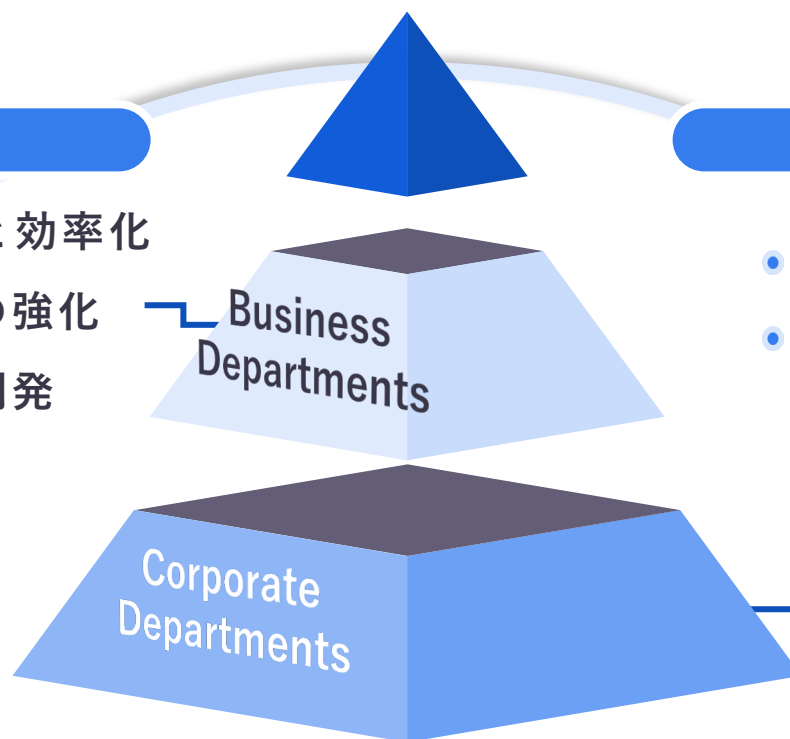 効率化
強化
発
Business
Departments
Corporate
Departments